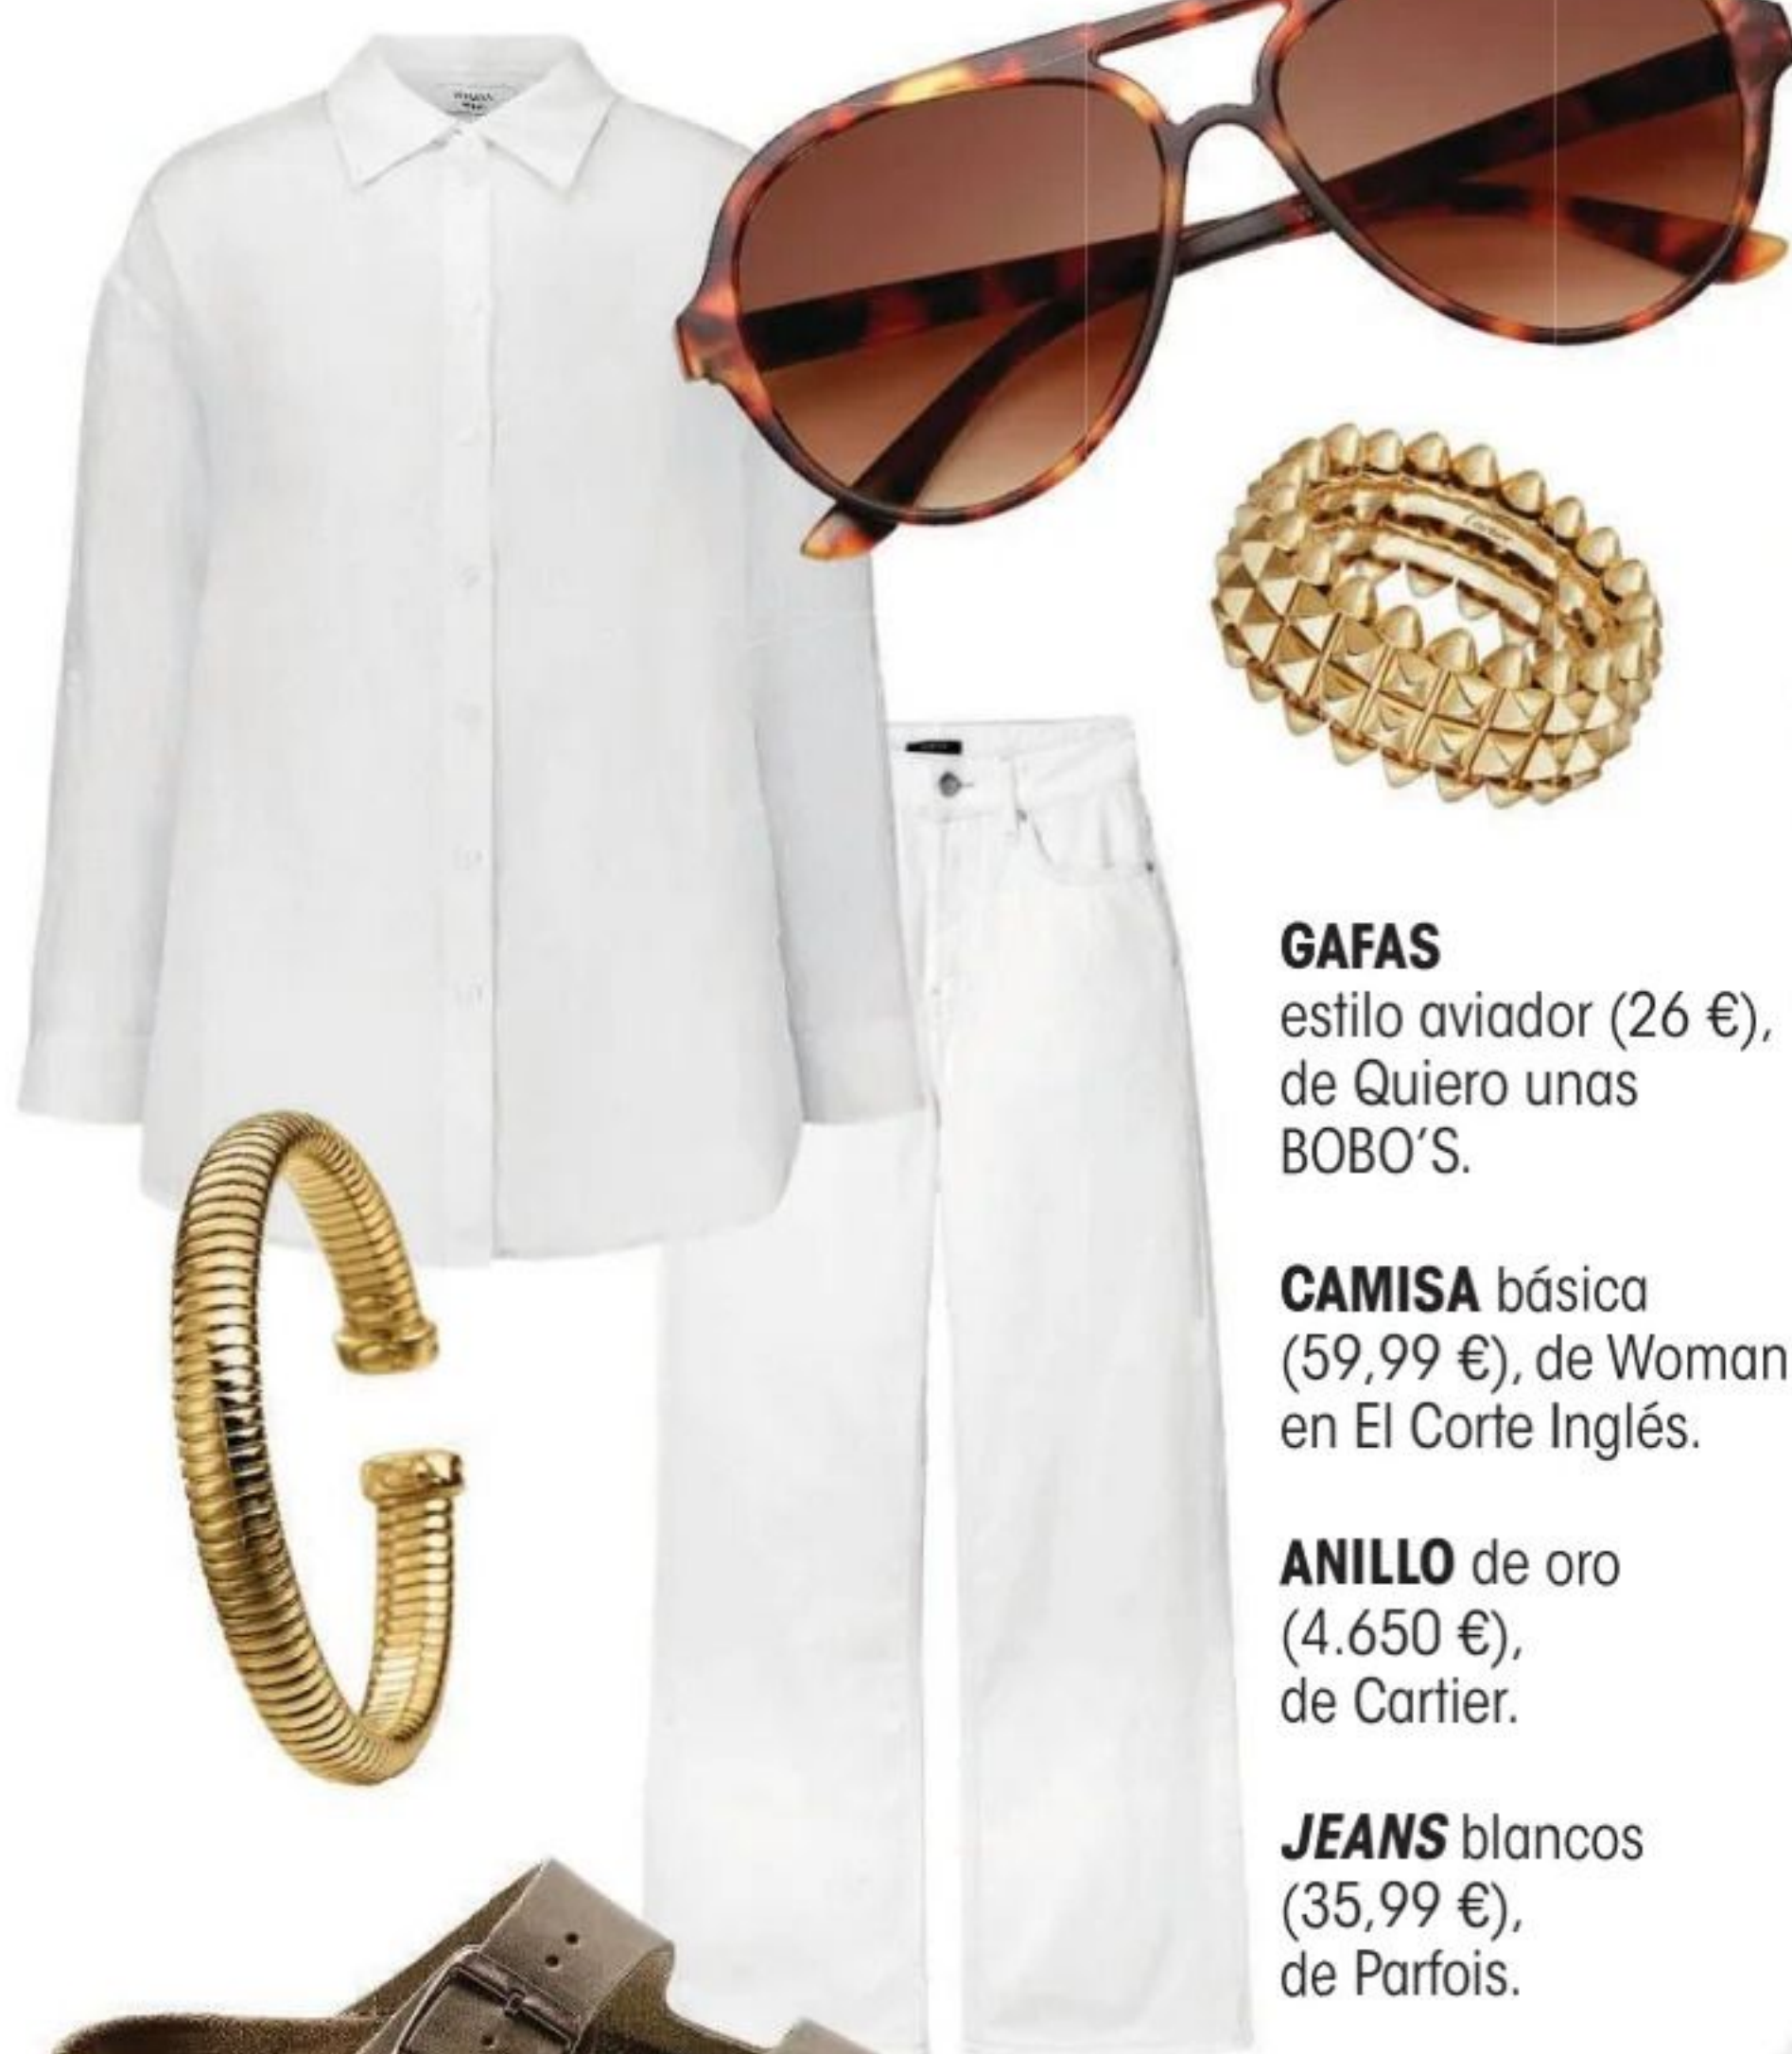 GAFAS
estilo aviador (26 €),
de Quiero unas
BOBO'S.
CAMISA básica
(59,99 €), de Woman
en El Corte Inglés.
ANILLO de oro
(4.650 €),
de Cartier.
JEANS blancos
(35,99 €),
de Parfois.